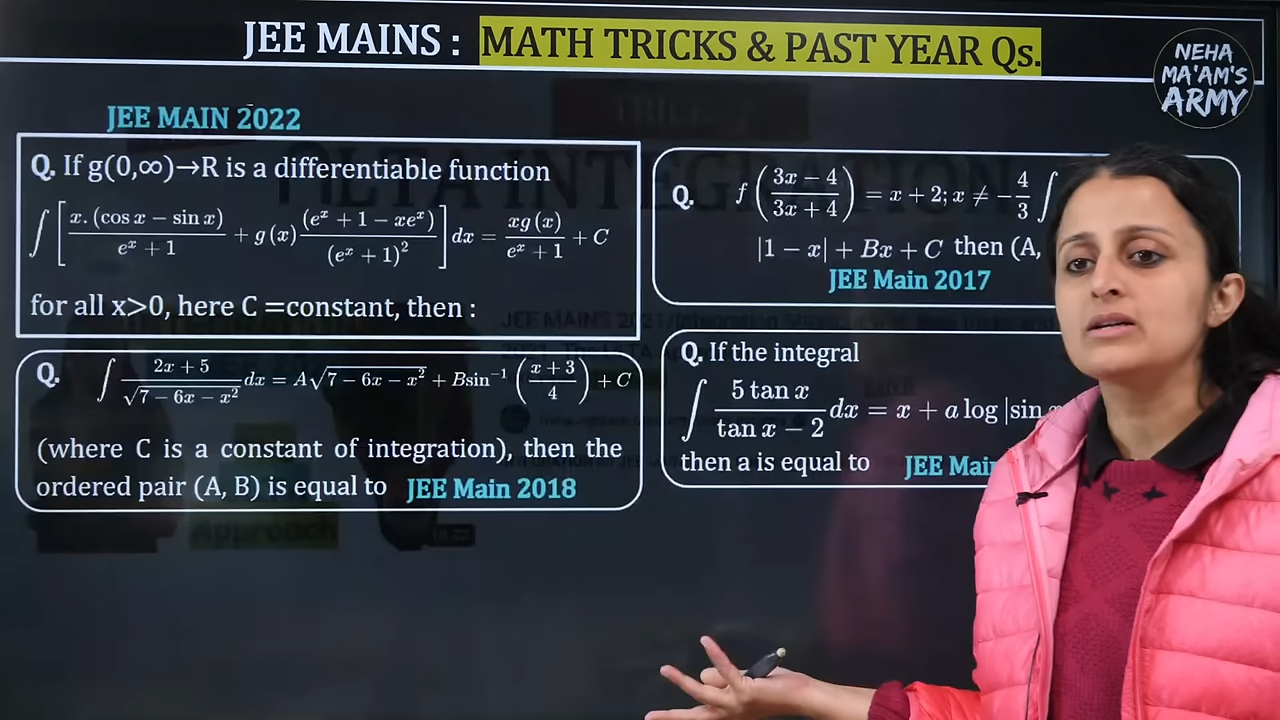 JEE MAINS : MATH TRICKS & PAST YEAR Qs.
NEHA
MA'AM'S
ARMY
JEE MAIN 2022
Q. If g(0,∞)→R is a differentiable function
∫ [ x. (cos x − sin x) / (e^x + 1) + g (x) (e^x + 1 − xe^x) / (e^x + 1)^2 ] dx = xg (x) / (e^x + 1) + C
for all x>0, here C =constant, then :
Q. ∫ (2x + 5) / √(7 − 6x − x^2) dx = A√(7 − 6x − x^2) + Bsin^−1 ((x + 3) / 4) + C
(where C is a constant of integration), then the
ordered pair (A, B) is equal to JEE Main 2018
Q. f ((3x − 4) / (3x + 4)) = x + 2; x ≠ −4/3 ∫
|1 − x| + Bx + C then (A,
JEE Main 2017
Q. If the integral
∫ (5 tan x) / (tan x − 2) dx = x + a log |sin
then a is equal to JEE Main